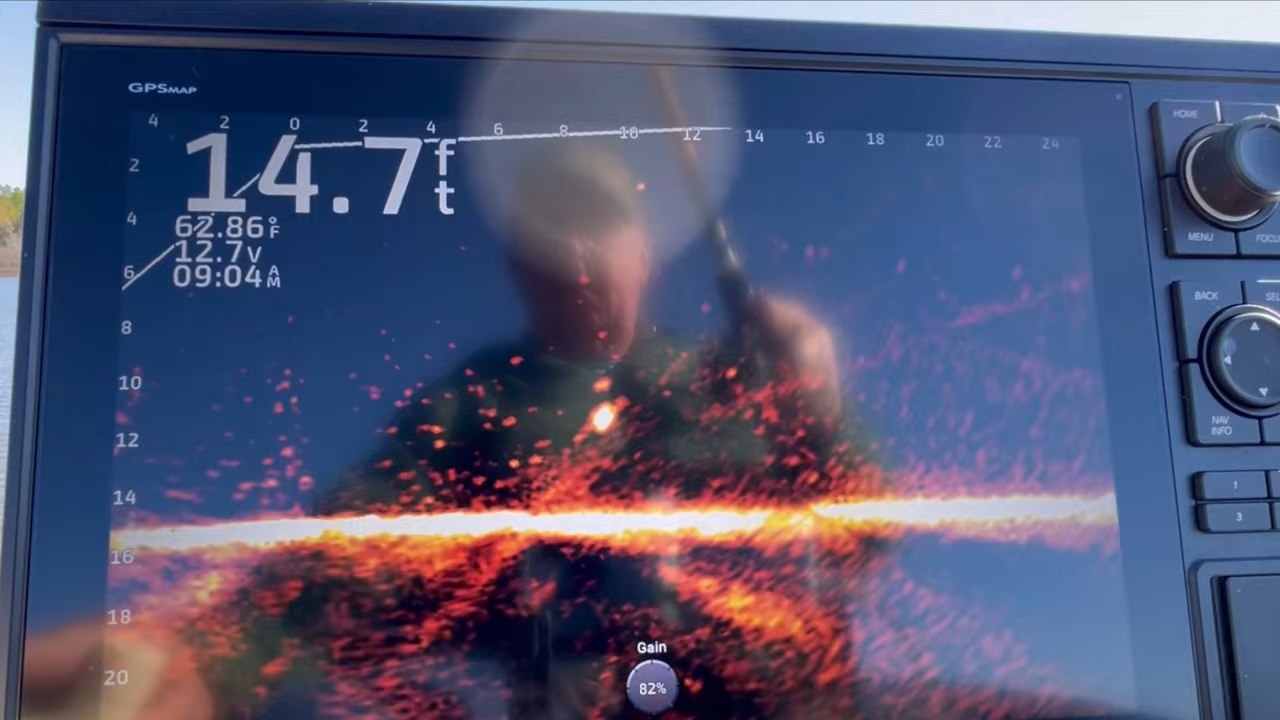 GPSMAP
4 2 0 2 4 6 8 10 12 14 16 18 20 22 24
14.7 ft
62.86°F
12.7V
09:04 AM
2
4
6
8
10
12
14
16
18
20
Gain
82%
HOME
MENU
BACK
NAV INFO
1
3